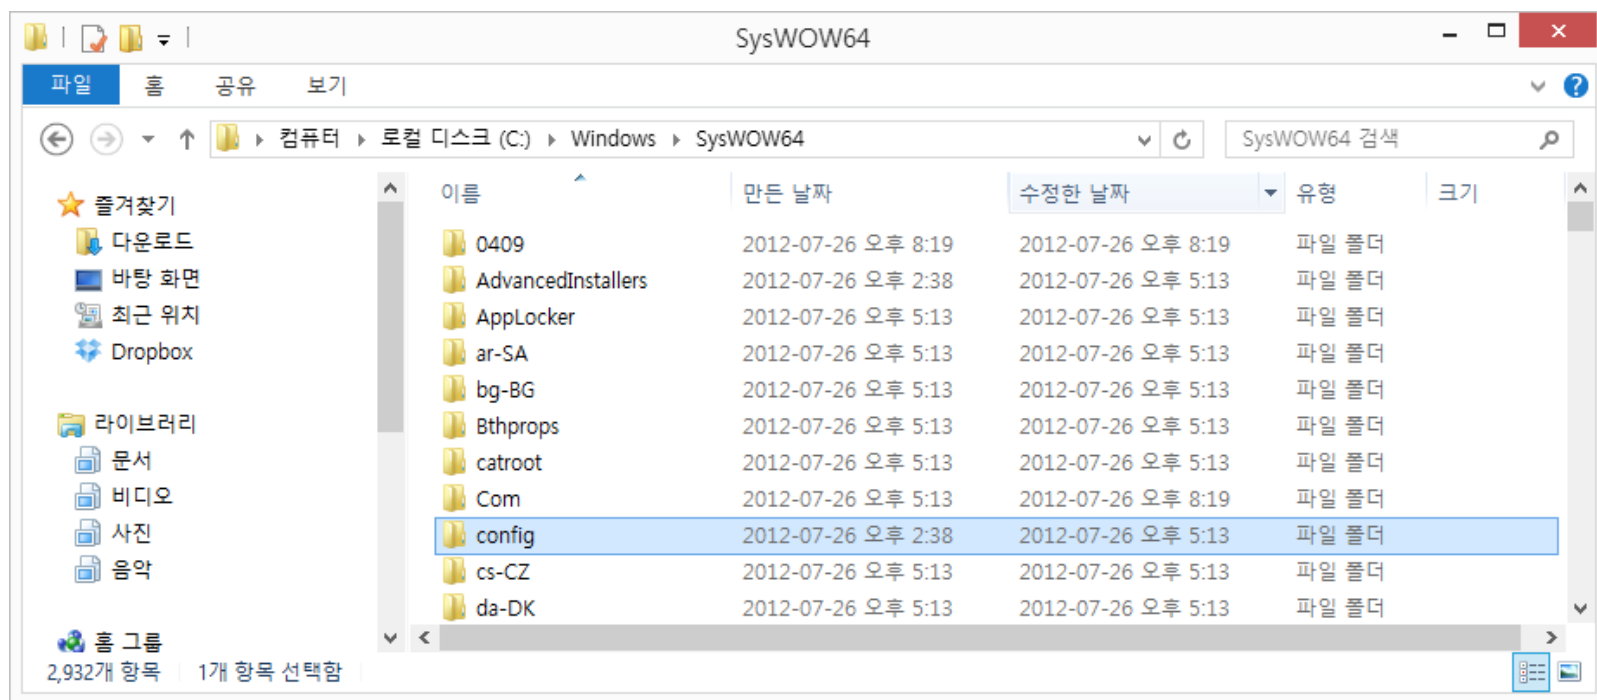 SysWOW64
파일 홈 공유 보기
컴퓨터 로컬 디스크 (C:) Windows SysWOW64 SysWOW64 검색
즐겨찾기
다운로드
바탕 화면
최근 위치
Dropbox
라이브러리
문서
비디오
사진
음악
홈 그룹
이름 만든 날짜 수정한 날짜 유형 크기
0409 2012-07-26 오후 8:19 2012-07-26 오후 8:19 파일 폴더
AdvancedInstallers 2012-07-26 오후 2:38 2012-07-26 오후 5:13 파일 폴더
AppLocker 2012-07-26 오후 5:13 2012-07-26 오후 5:13 파일 폴더
ar-SA 2012-07-26 오후 5:13 2012-07-26 오후 5:13 파일 폴더
bg-BG 2012-07-26 오후 5:13 2012-07-26 오후 5:13 파일 폴더
Bthprops 2012-07-26 오후 5:13 2012-07-26 오후 5:13 파일 폴더
catroot 2012-07-26 오후 5:13 2012-07-26 오후 5:13 파일 폴더
Com 2012-07-26 오후 5:13 2012-07-26 오후 8:19 파일 폴더
config 2012-07-26 오후 2:38 2012-07-26 오후 5:13 파일 폴더
cs-CZ 2012-07-26 오후 5:13 2012-07-26 오후 5:13 파일 폴더
da-DK 2012-07-26 오후 5:13 2012-07-26 오후 5:13 파일 폴더
2,932개 항목 1개 항목 선택함